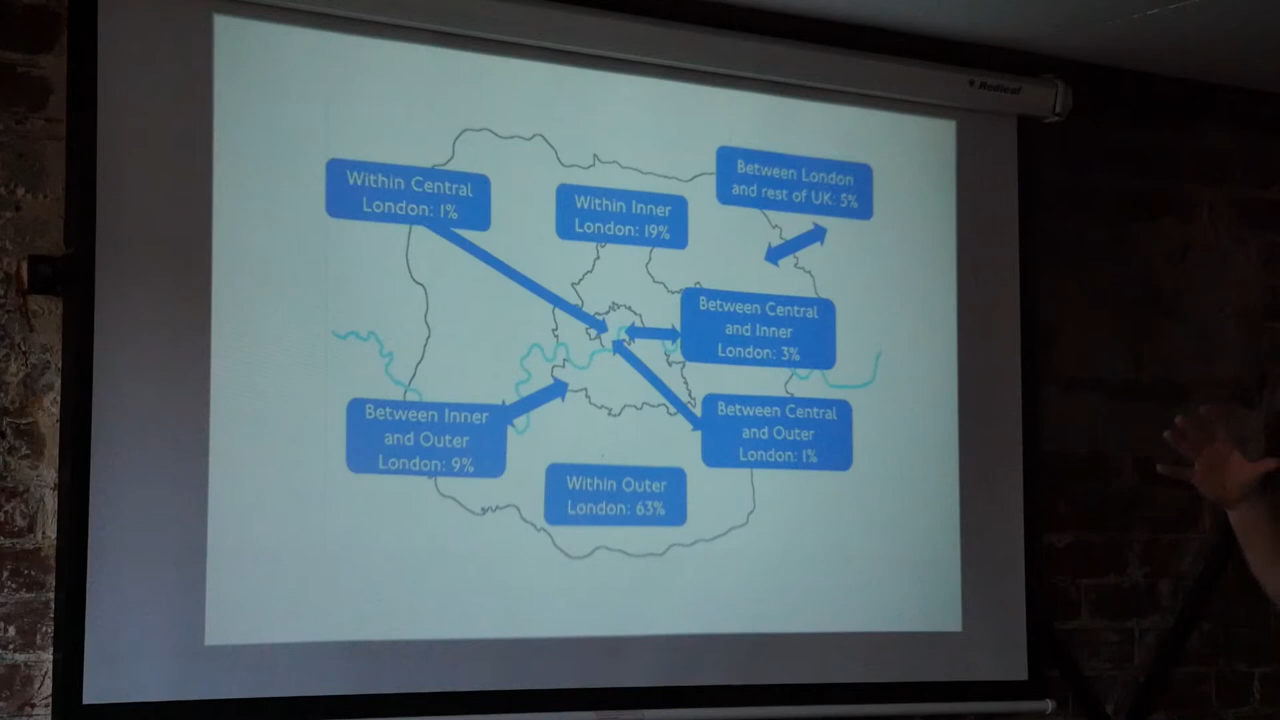 Redleaf
Within Central
London: 1%
Within Inner
London: 19%
Between London
and rest of UK: 5%
Between Central
and Inner
London: 3%
Between Inner
and Outer
London: 9%
Between Central
and Outer
London: 1%
Within Outer
London: 63%